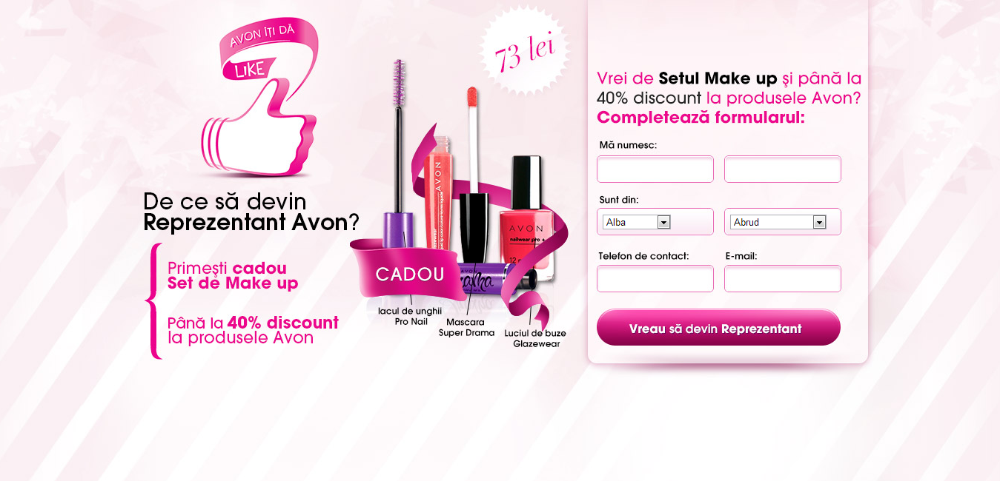 AVON ÎȚI DĂ
LIKE
De ce să devin
Reprezentant Avon?
Primești cadou
Set de Make up
Până la 40% discount
la produsele Avon
73 lei
AVON
AVON
nailwear pro +
CADOU
lacul de unghii
Pro Nail
Mascara
Super Drama
Luciul de buze
Glazewear
Vrei de Setul Make up și până la
40% discount la produsele Avon?
Completează formularul:
Mă numesc:
Sunt din:
Alba
Abrud
Telefon de contact:
E-mail:
Vreau să devin Reprezentant